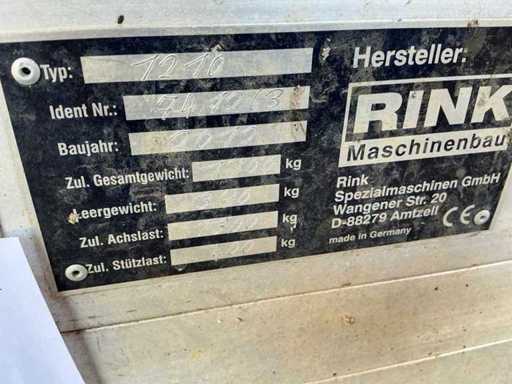 Hersteller:
Typ: 1210
Ident Nr.:
RINK
Baujahr:
Maschinenbau
Zul. Gesamtgewicht: kg
Rink
Leergewicht: kg
Spezialmaschinen GmbH
Wangener Str. 20
Zul. Achslast: kg
D-88279 Amtzell
CE
Zul. Stützlast: kg
made in Germany